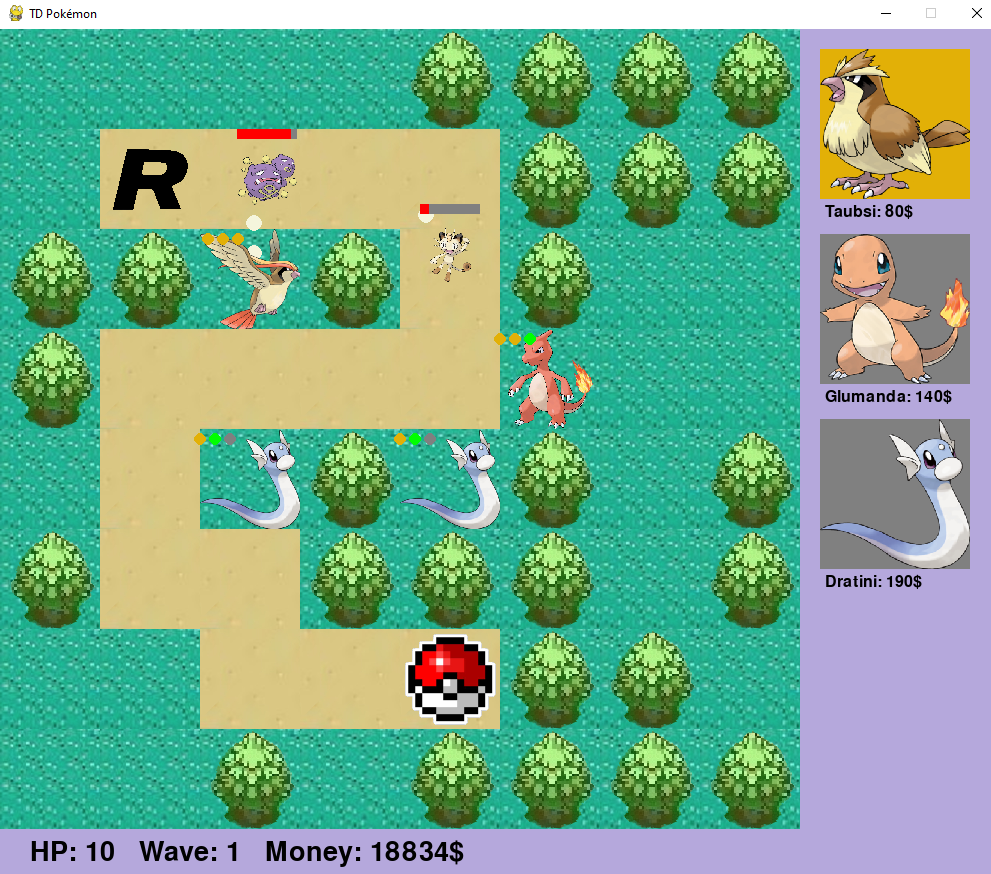 TD Pokémon
R
Taubsi: 80$
Glumanda: 140$
Dratini: 190$
HP: 10 Wave: 1 Money: 18834$